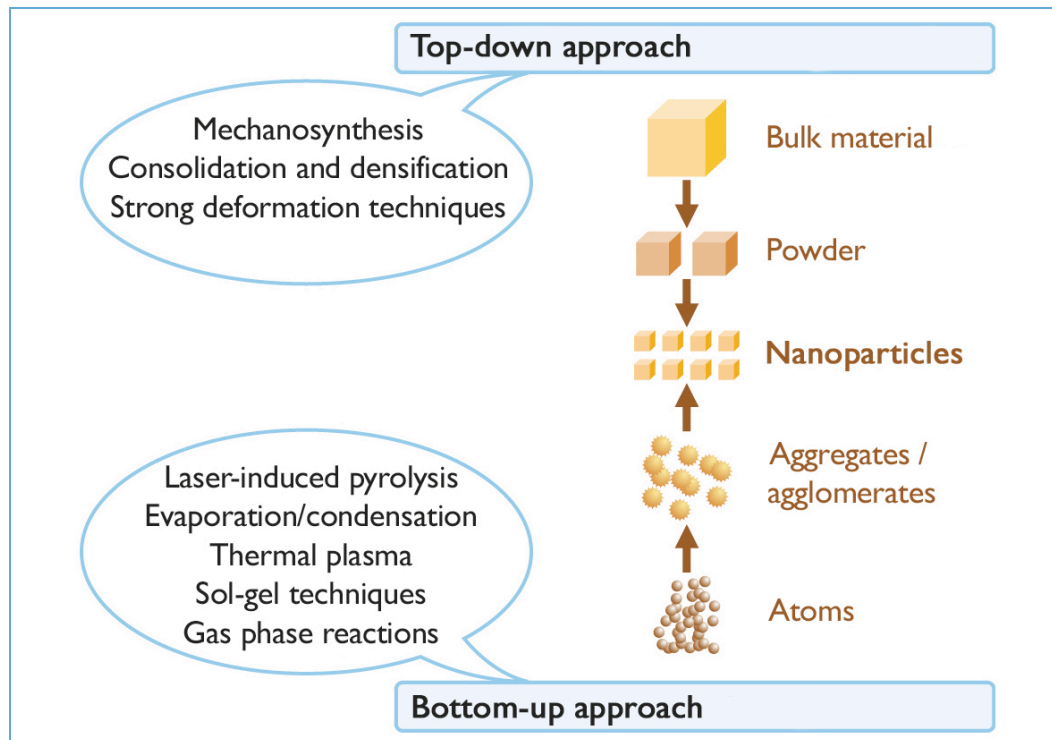 Top-down approach
Mechanosynthesis
Consolidation and densification
Strong deformation techniques
Bulk material
Powder
Nanoparticles
Aggregates /
agglomerates
Atoms
Laser-induced pyrolysis
Evaporation/condensation
Thermal plasma
Sol-gel techniques
Gas phase reactions
Bottom-up approach